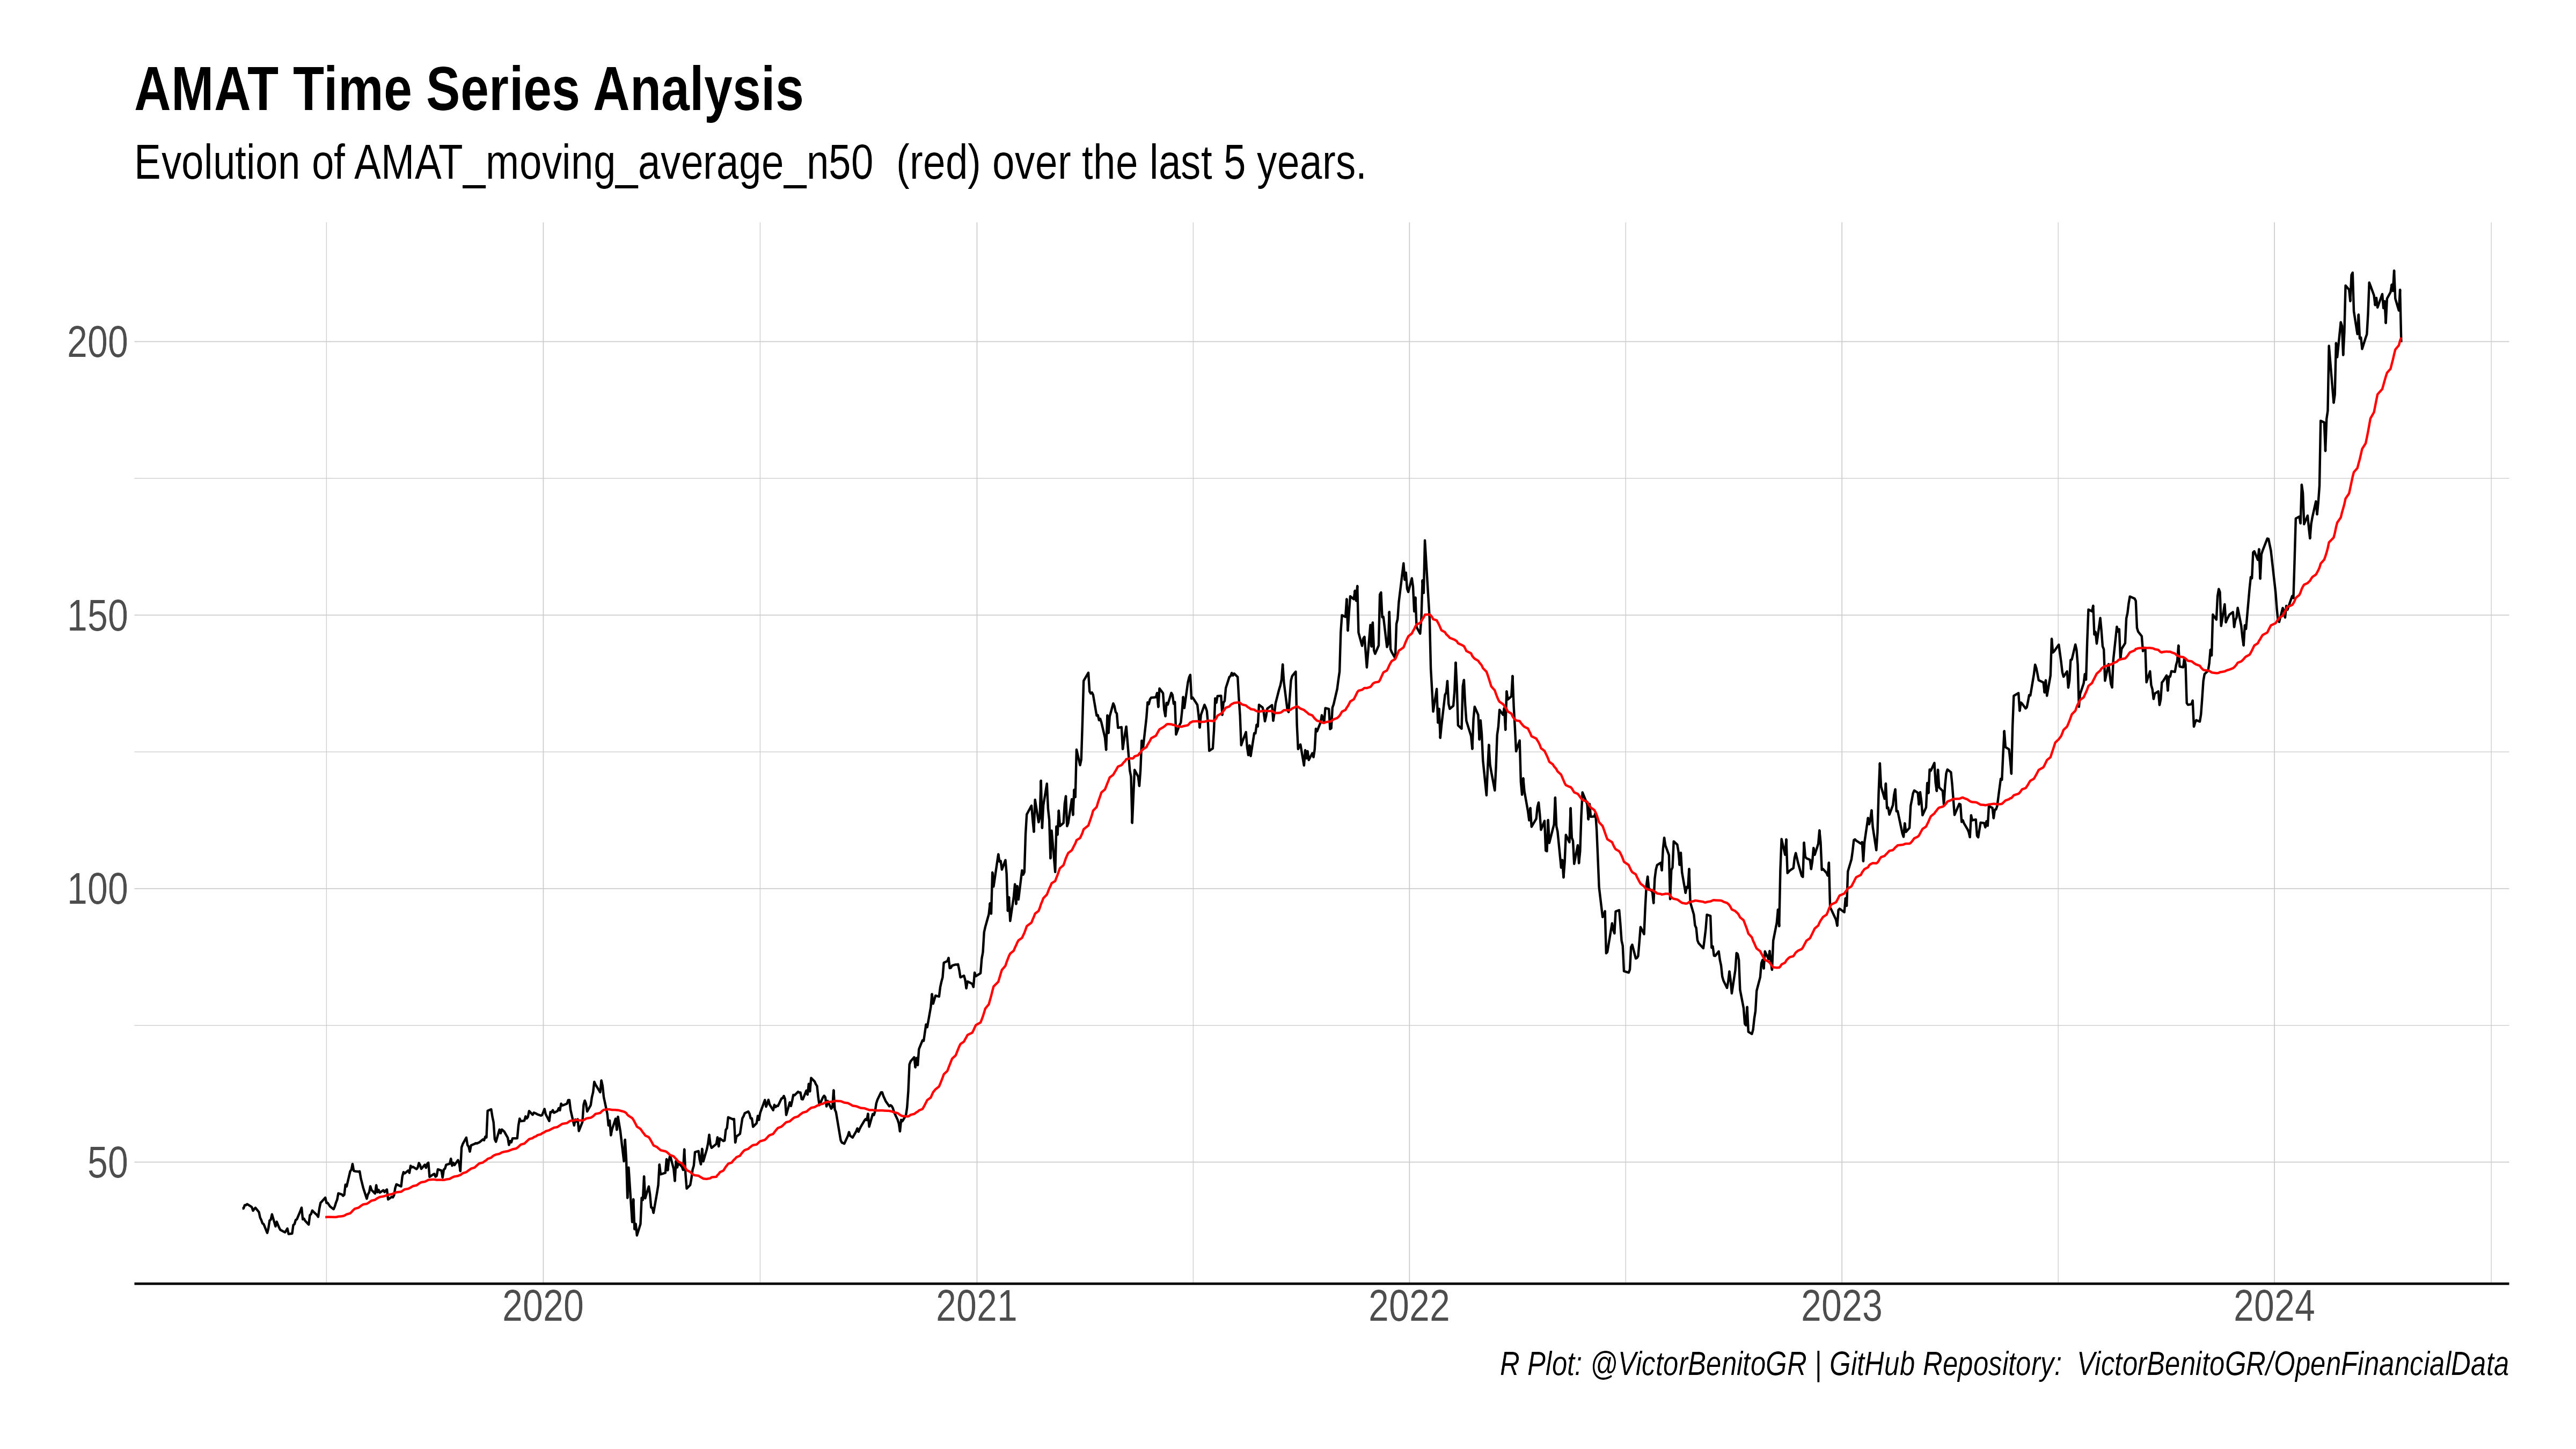 AMAT Time Series Analysis
Evolution of AMAT_moving_average_n50  (red) over the last 5 years.
200
150
100
50
2020 2021 2022 2023 2024
R Plot: @VictorBenitoGR | GitHub Repository:  VictorBenitoGR/OpenFinancialData